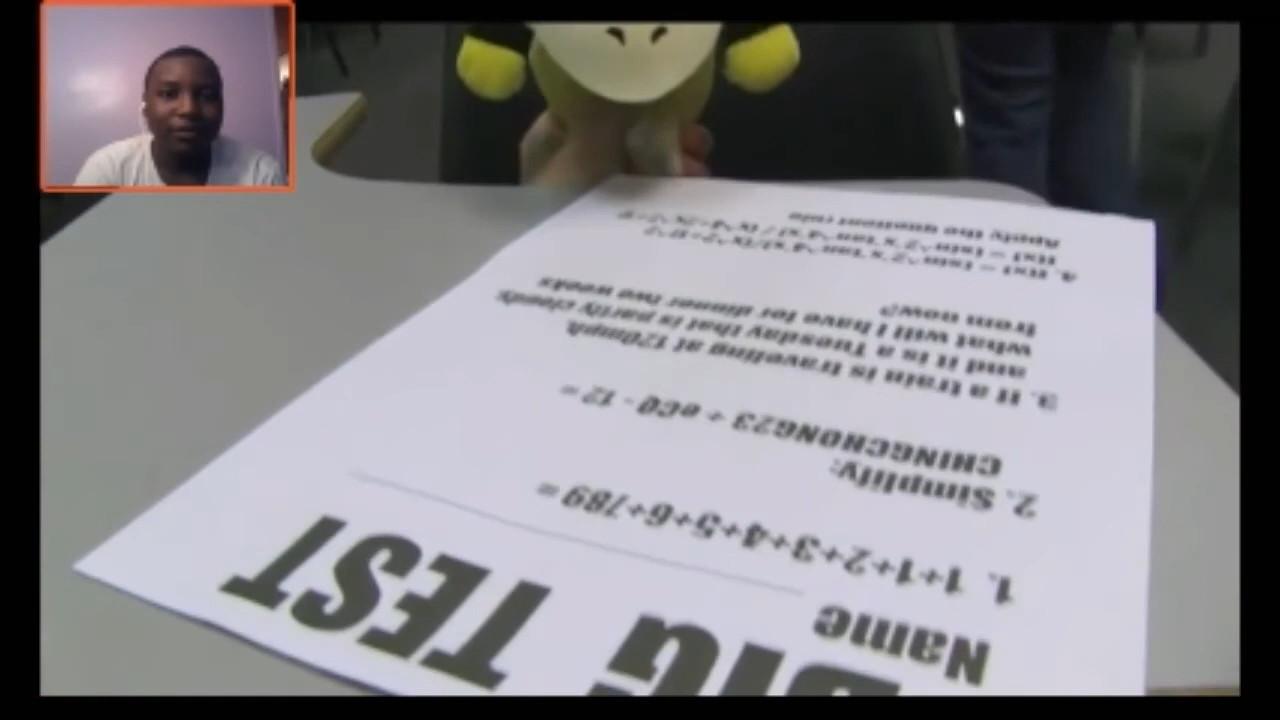 BIG TEST
Name
1. 1+1+2+3+4+5+6+789 =
2. Simplify:
CHINGCHONG23 + eCQ - 12 =
3. If a train is traveling at 120mph,
and it is a Tuesday that is partly cloudy
what will I have for dinner two weeks
from now?
Apply the quotient rule